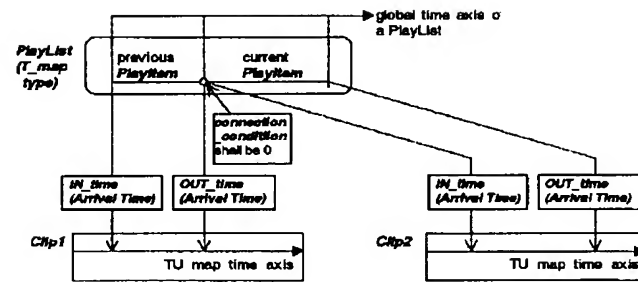 global time axis o
a PlayList
PlayList
(T_map
type)
previous
PlayItem
current
PlayItem
connection
_condition
shall be 0
IN_time
(Arrival Time)
OUT_time
(Arrival Time)
IN_time
(Arrival Time)
OUT_time
(Arrival Time)
Clip1
TU map time axis
Clip2
TU map time axis